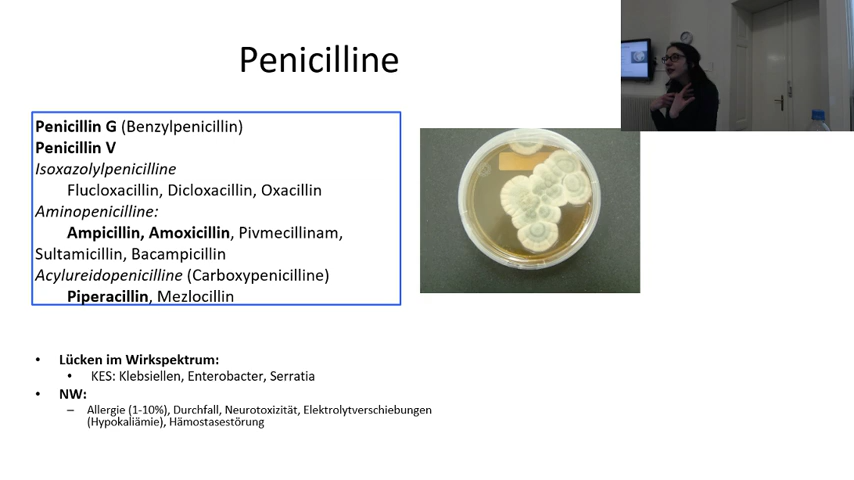 Penicilline
Penicillin G (Benzylpenicillin)
Penicillin V
Isoxazolylpenicilline
Flucloxacillin, Dicloxacillin, Oxacillin
Aminopenicilline:
Ampicillin, Amoxicillin, Pivmecillinam,
Sultamicillin, Bacampicillin
Acylureidopenicilline (Carboxypenicilline)
Piperacillin, Mezlocillin
• Lücken im Wirkspektrum:
• KES: Klebsiellen, Enterobacter, Serratia
• NW:
– Allergie (1-10%), Durchfall, Neurotoxizität, Elektrolytverschiebungen
(Hypokaliämie), Hämostasestörung